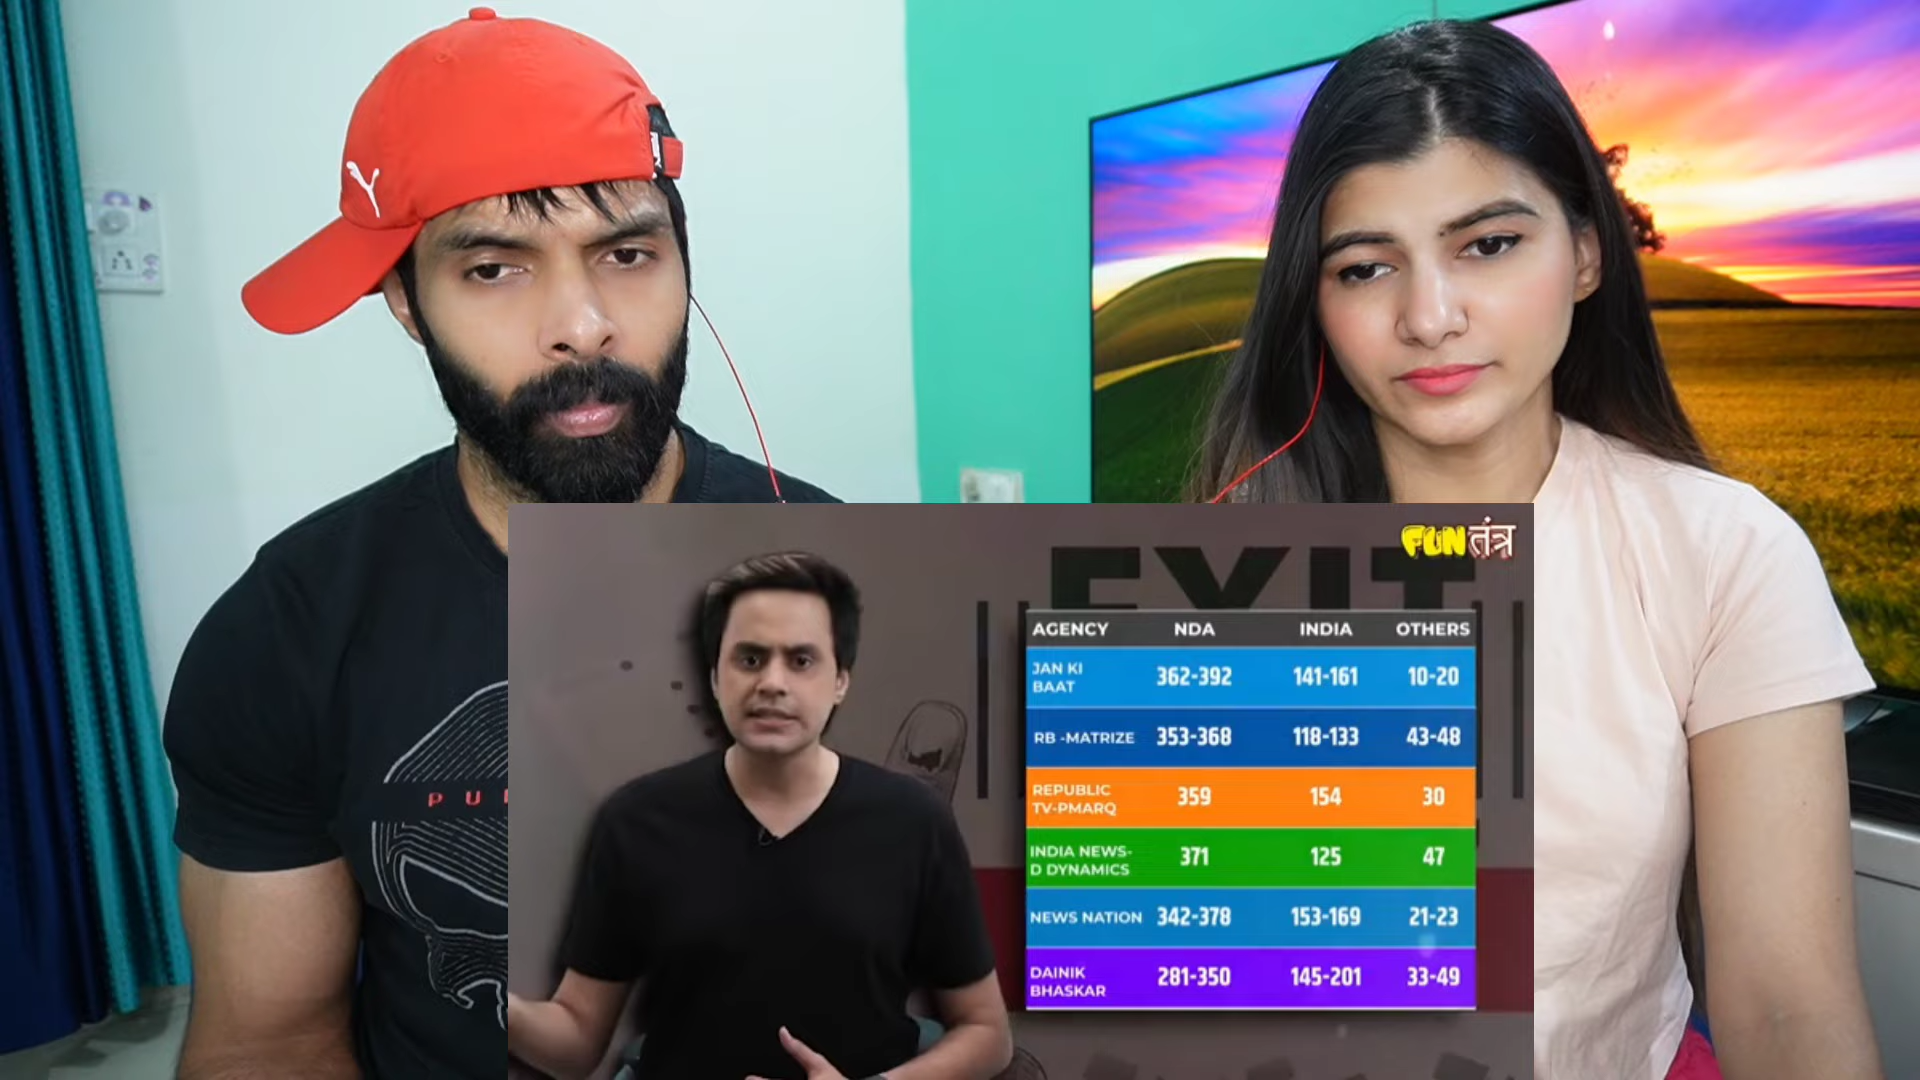 PU
FUNतंत्र
EXIT
AGENCY NDA INDIA OTHERS
JAN KI
BAAT 362-392 141-161 10-20
RB -MATRIZE 353-368 118-133 43-48
REPUBLIC
TV-PMARQ 359 154 30
INDIA NEWS-
D DYNAMICS 371 125 47
NEWS NATION 342-378 153-169 21-23
DAINIK
BHASKAR 281-350 145-201 33-49